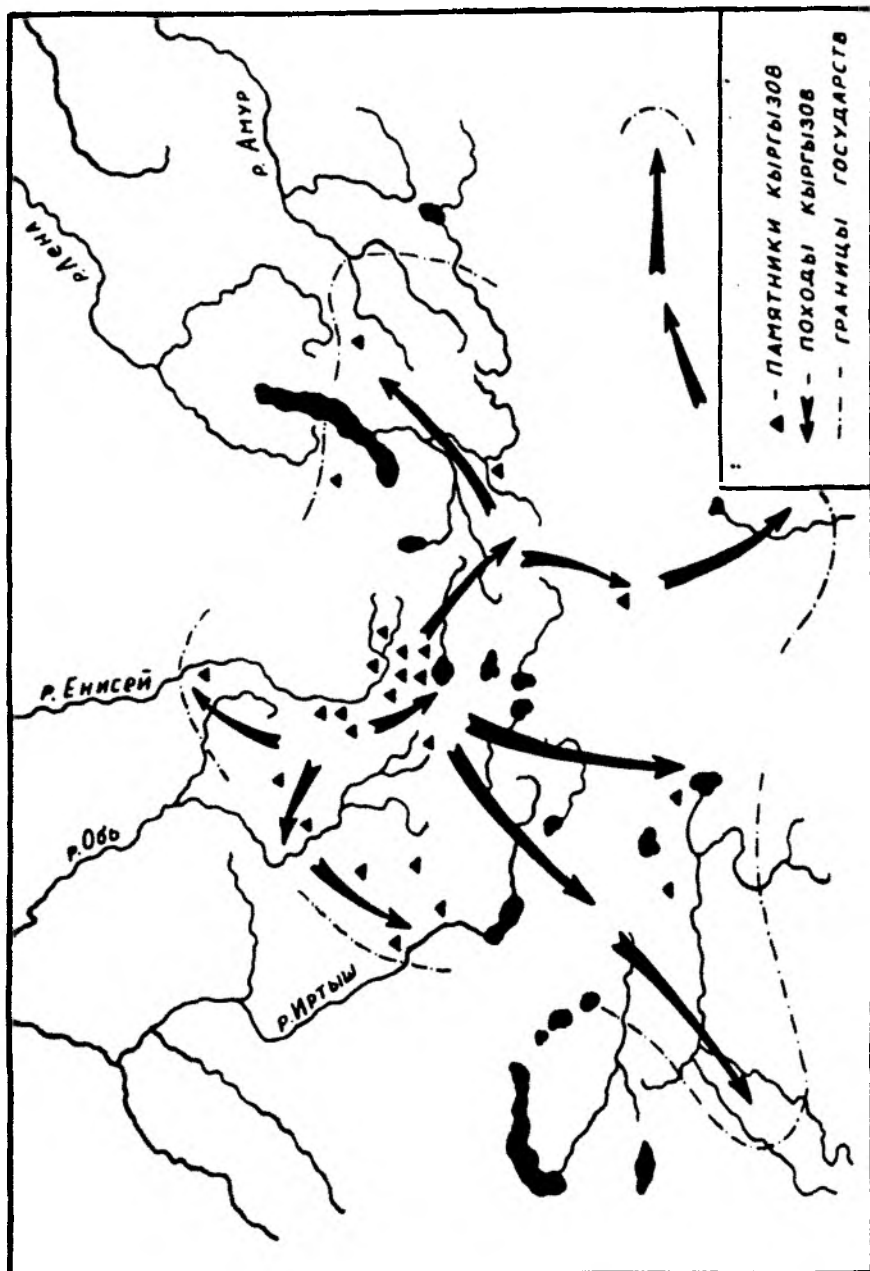 р. Енисей
р. Обь
р. Иртыш
р. Лена
р. Амур
- ПАМЯТНИКИ КЫРГЫЗОВ
- ПОХОДЫ КЫРГЫЗОВ
- ГРАНИЦЫ ГОСУДАРСТВ